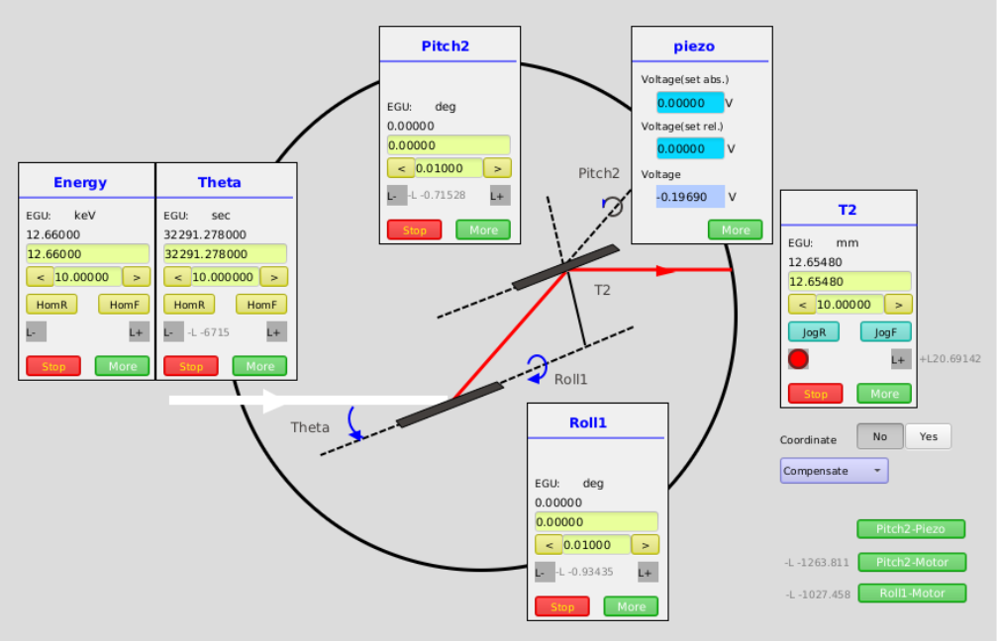 Pitch2
EGU: deg
0.00000
0.00000
< 0.01000 >
L- -L -0.71528 L+
Stop More
piezo
Voltage(set abs.)
0.00000 V
Voltage(set rel.)
0.00000 V
Voltage
-0.19690 V
More
Energy
EGU: keV
12.66000
12.66000
< 10.00000 >
HomR HomF
L- L+
Stop More
Theta
EGU: sec
32291.278000
32291.278000
< 10.000000 >
HomR HomF
L- -L -6715 L+
Stop More
Pitch2
T2
Roll1
Theta
T2
EGU: mm
12.65480
12.65480
< 10.00000 >
JogR JogF
L+ +L20.69142
Stop More
Roll1
EGU: deg
0.00000
0.00000
< 0.01000 >
L- -L -0.93435 L+
Stop More
Coordinate No Yes
Compensate
Pitch2-Piezo
-L -1263.811 Pitch2-Motor
-L -1027.458 Roll1-Motor